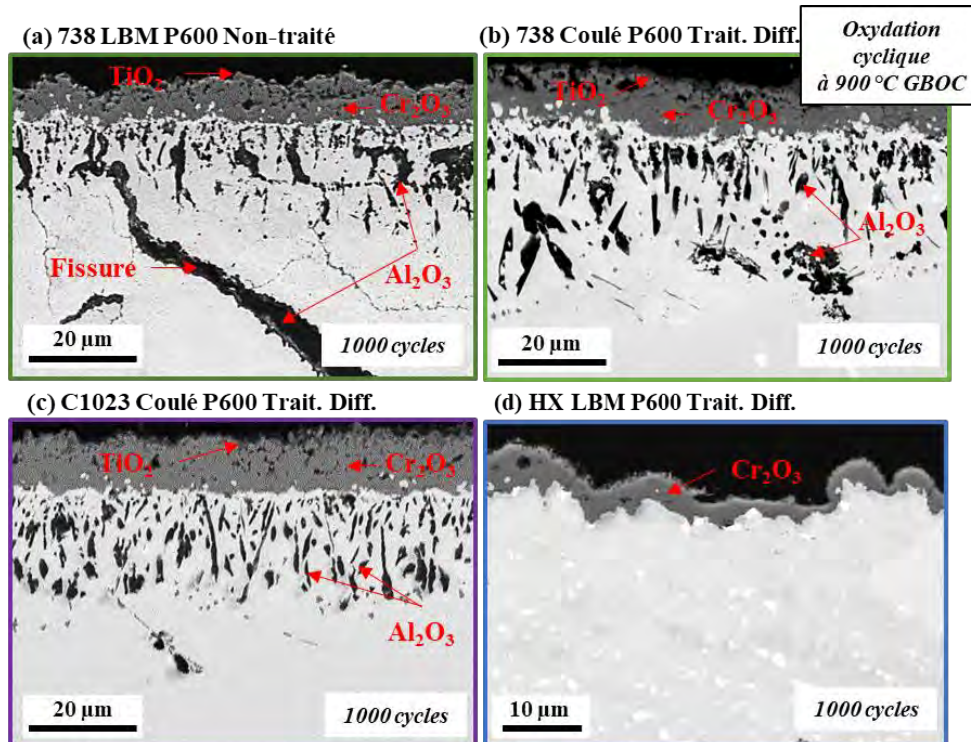 (a) 738 LBM P600 Non-traité
(b) 738 Coulé P600 Trait. Diff.
Oxydation
cyclique
à 900 °C GBOC
TiO₂
Cr₂O₃
Fissure
Al₂O₃
20 µm
1000 cycles
TiO₂
Cr₂O₃
Al₂O₃
20 µm
1000 cycles
(c) C1023 Coulé P600 Trait. Diff.
(d) HX LBM P600 Trait. Diff.
TiO₂
Cr₂O₃
Al₂O₃
20 µm
1000 cycles
Cr₂O₃
10 µm
1000 cycles